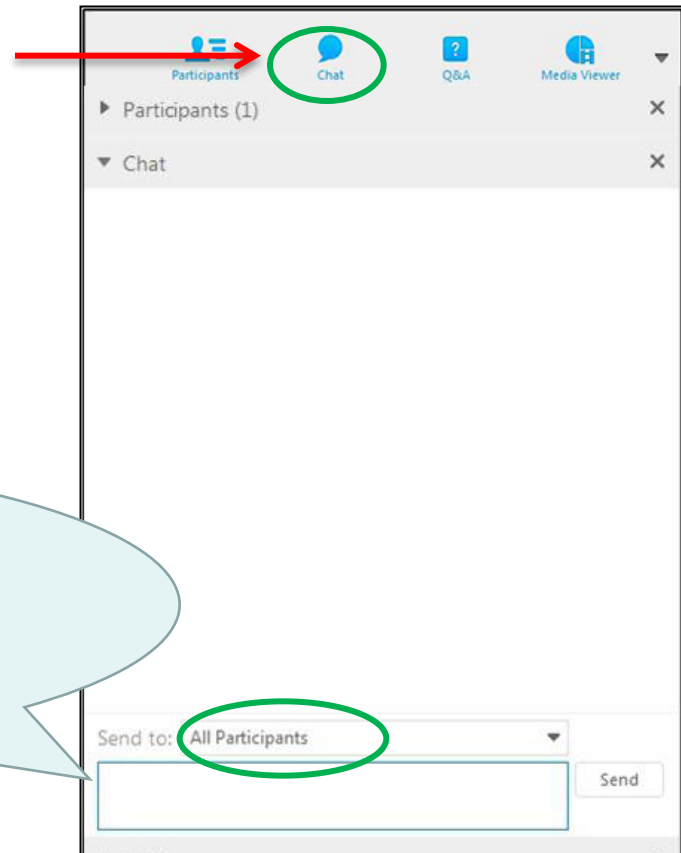 Participants Chat Q&A Media Viewer
Participants (1)
Chat
Send to: All Participants
Send